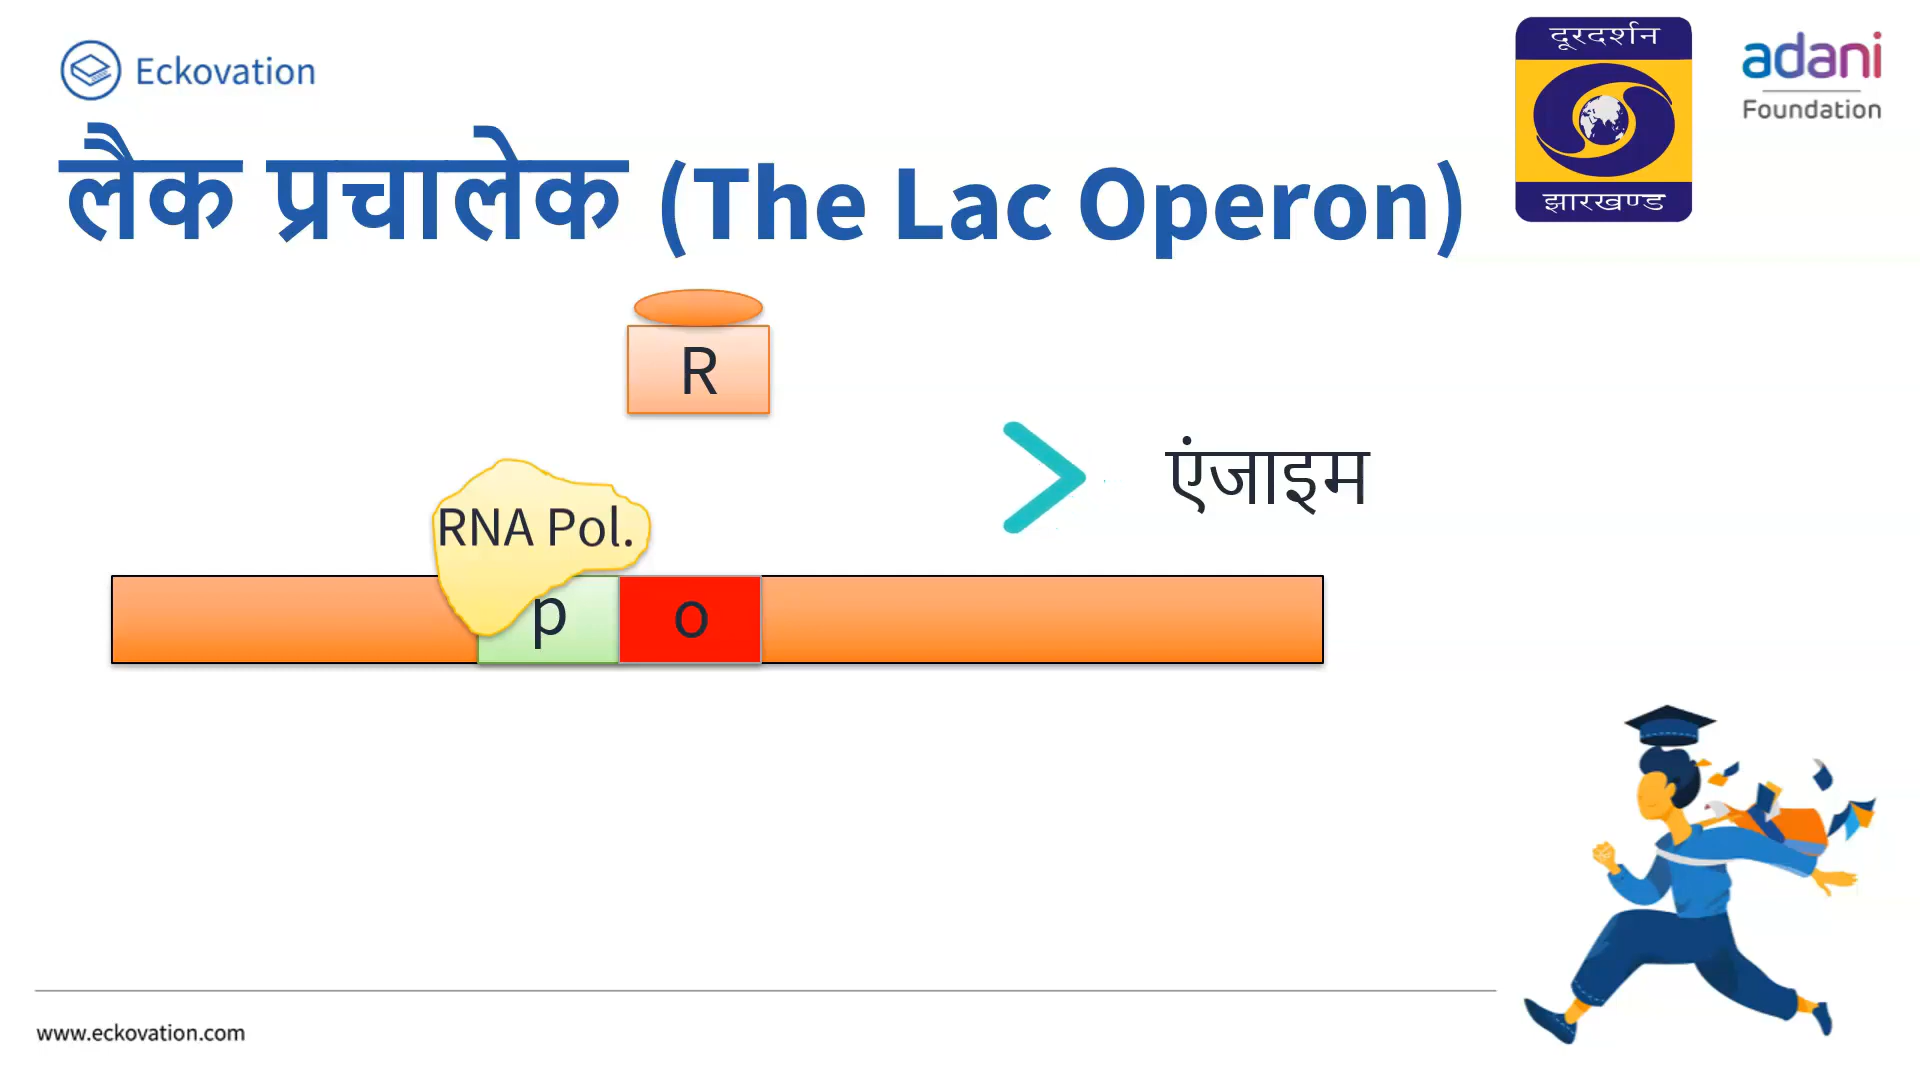 Eckovation
दूरदर्शन
झारखण्ड
adani
Foundation
लैक प्रचालेक (The Lac Operon)
R
एंजाइम
RNA Pol.
p
o
www.eckovation.com